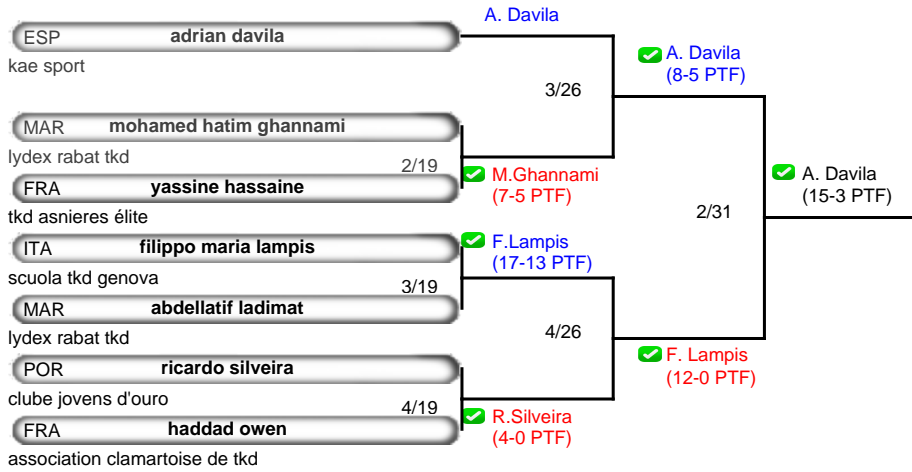 ESP adrian davila
kae sport
A. Davila
3/26
A. Davila
(8-5 PTF)
MAR mohamed hatim ghannami
lydex rabat tkd
2/19
FRA yassine hassaine
tkd asnieres élite
M.Ghannami
(7-5 PTF)
2/31
A. Davila
(15-3 PTF)
ITA filippo maria lampis
scuola tkd genova
F.Lampis
(17-13 PTF)
3/19
MAR abdellatif ladimat
lydex rabat tkd
4/26
F. Lampis
(12-0 PTF)
POR ricardo silveira
clube jovens d'ouro
4/19
FRA haddad owen
association clamartoise de tkd
R.Silveira
(4-0 PTF)